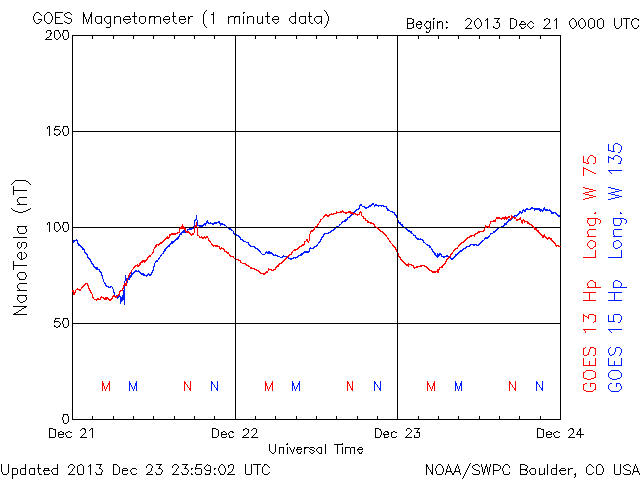 GOES Magnetometer (1 minute data)
Begin: 2013 Dec 21 0000 UTC
200
150
100
50
0
NanoTesla (nT)
M M N N M M N N M M N N
Dec 21 Dec 22 Dec 23 Dec 24
Universal Time
GOES 13 Hp Long. W 75
GOES 15 Hp Long. W 135
Updated 2013 Dec 23 23:59:02 UTC
NOAA/SWPC Boulder, CO USA